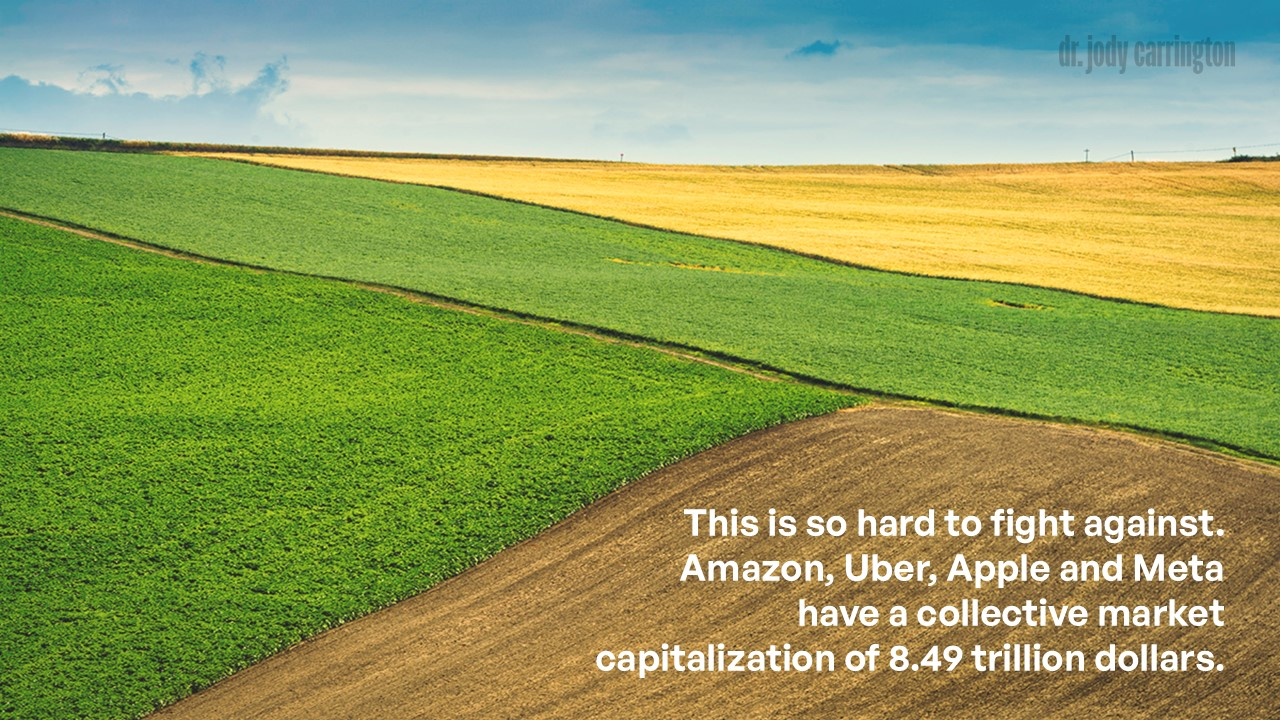 dr. jody carrington
This is so hard to fight against.
Amazon, Uber, Apple and Meta
have a collective market
capitalization of 8.49 trillion dollars.